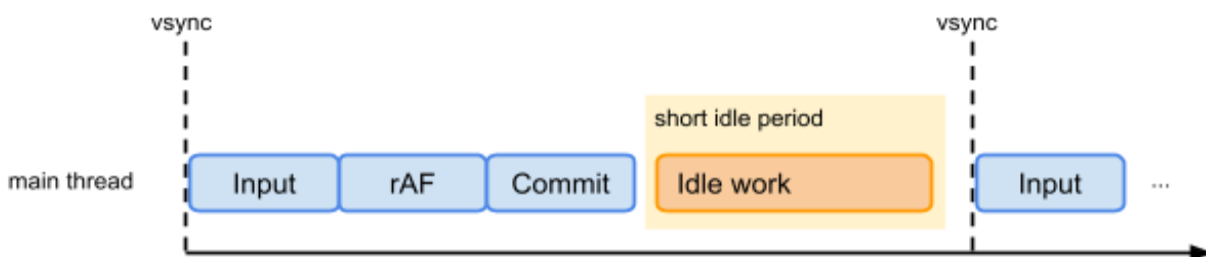 vsync
vsync
short idle period
main thread
Input
rAF
Commit
Idle work
Input
...